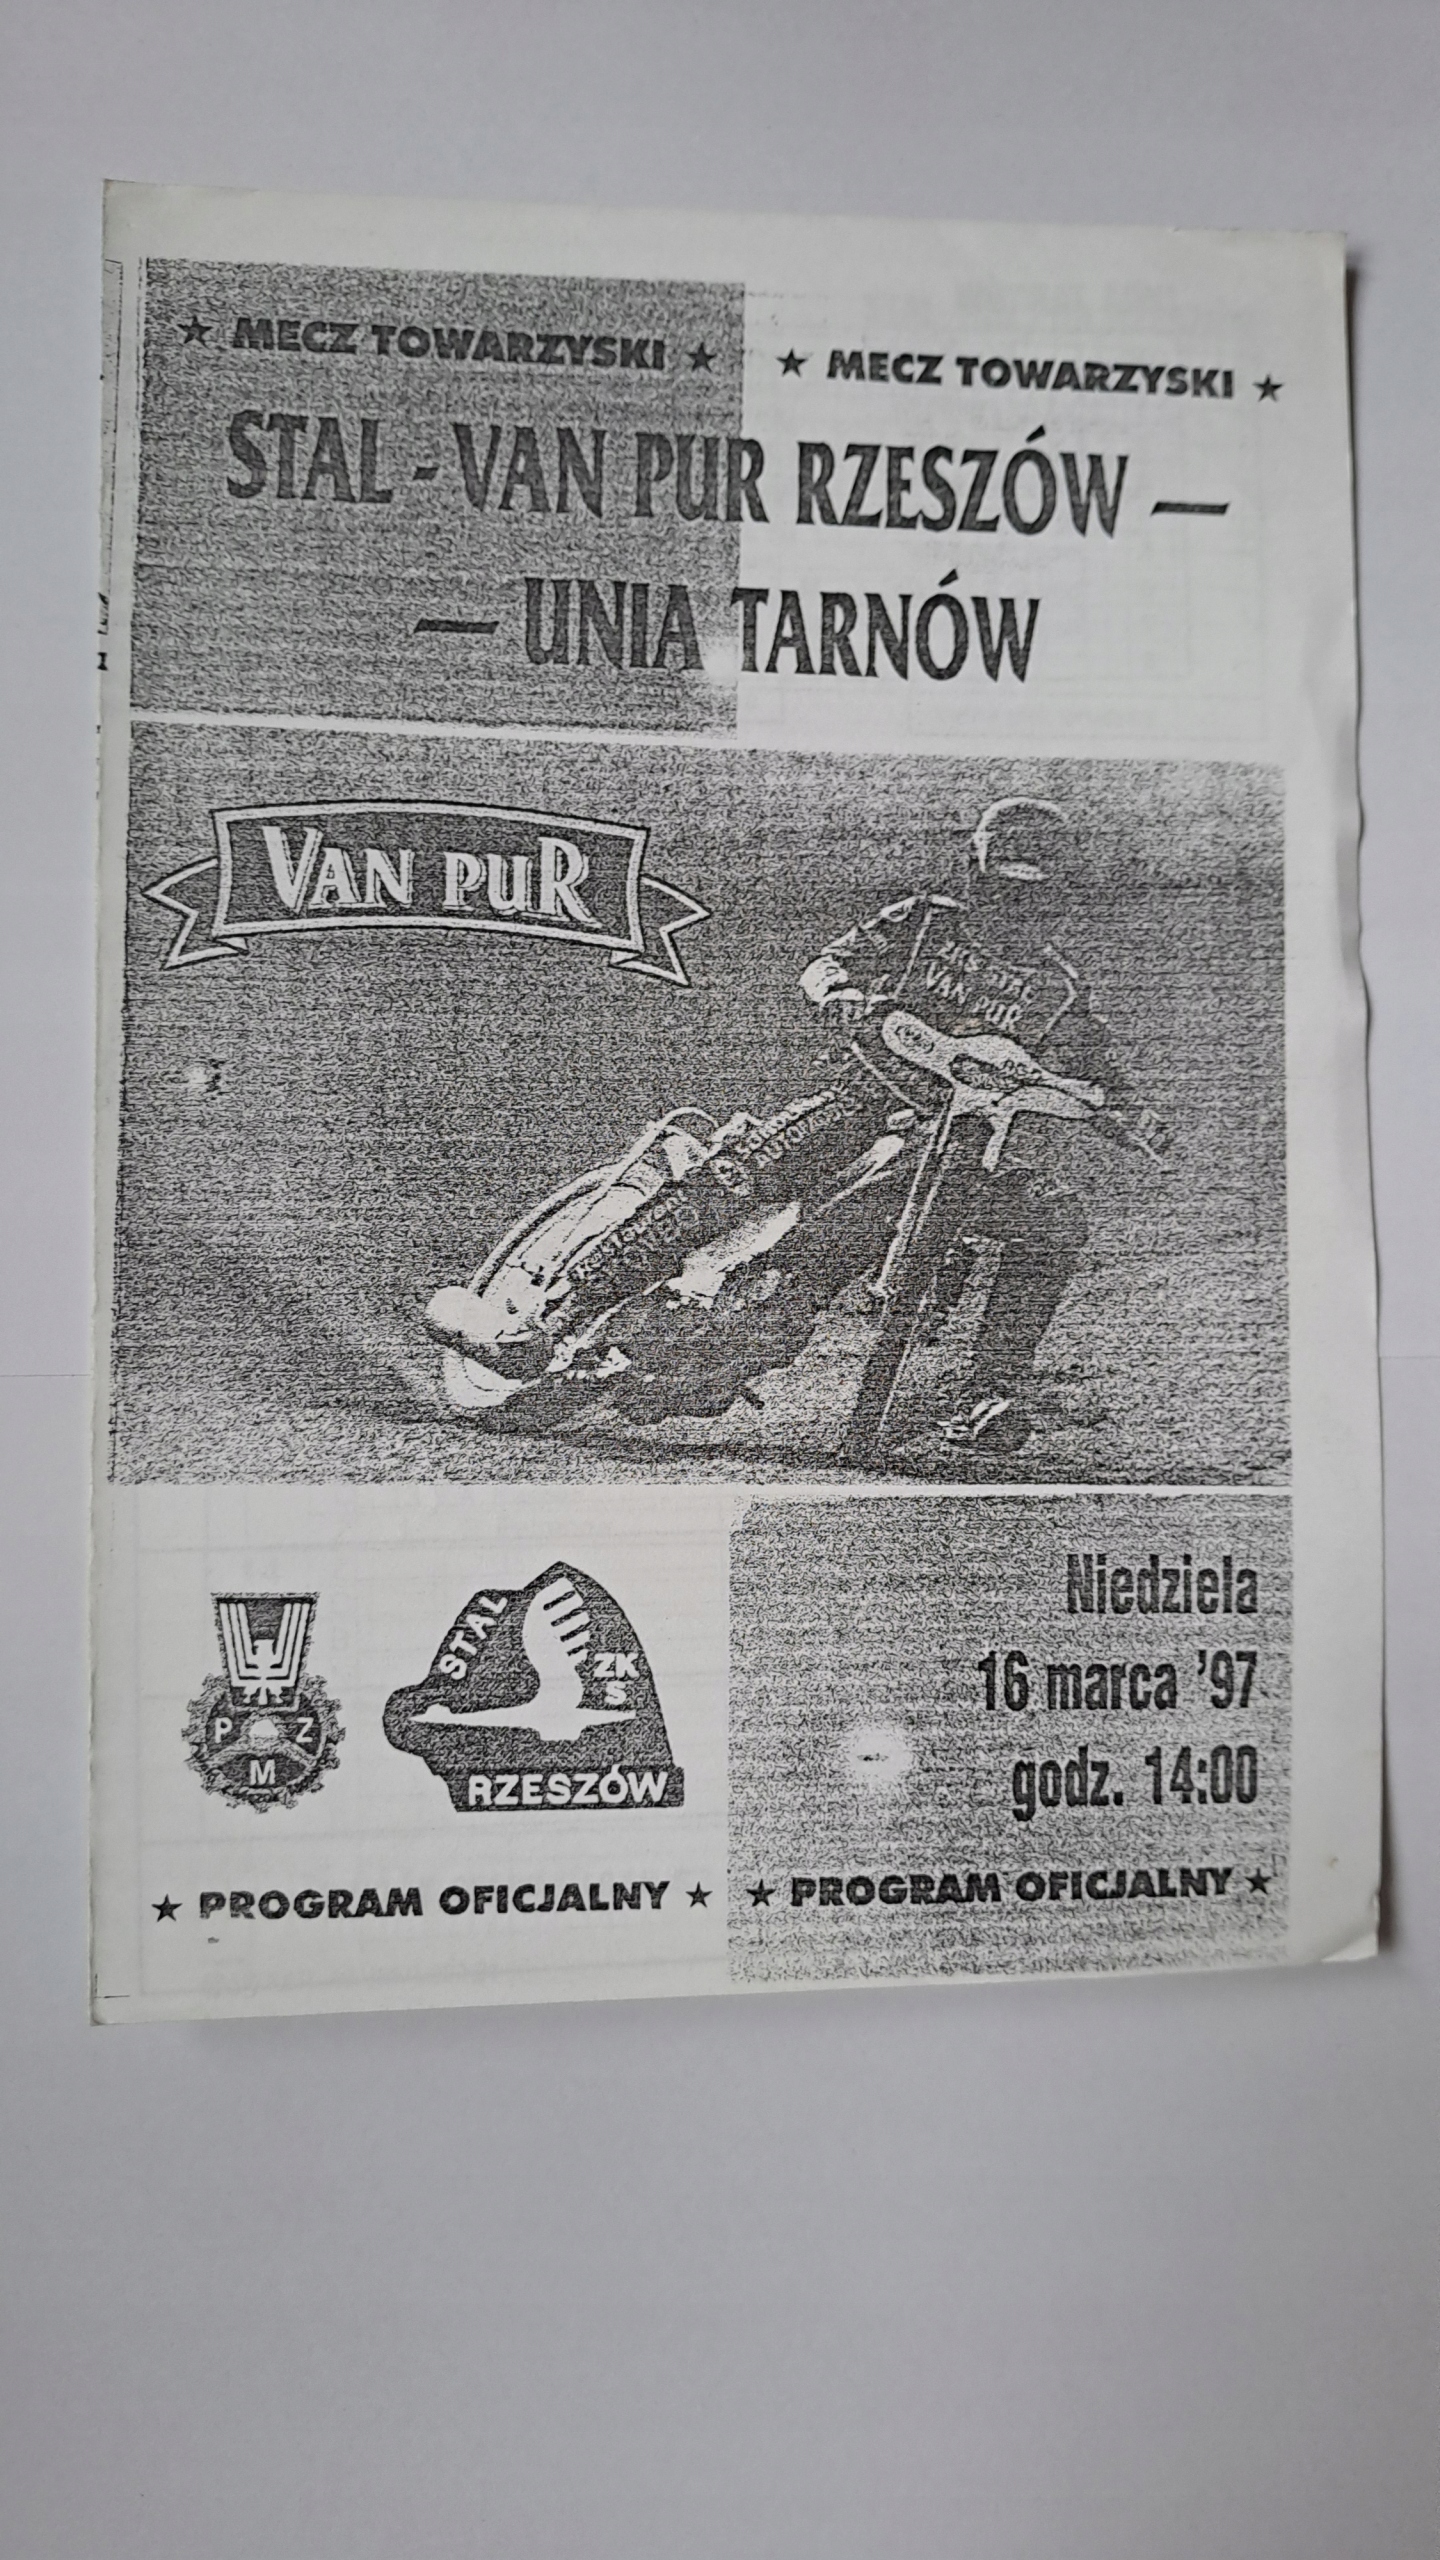 ★ MECZ TOWARZYSKI ★ ★ MECZ TOWARZYSKI ★
STAL - VAN PUR RZESZÓW —
— UNIA TARNÓW
VAN PUR
ZKS STAL
VAN PUR
STAL
ZK
S
RZESZÓW
P Z
M
Niedziela
16 marca '97
godz. 14:00
★ PROGRAM OFICJALNY ★ ★ PROGRAM OFICJALNY ★